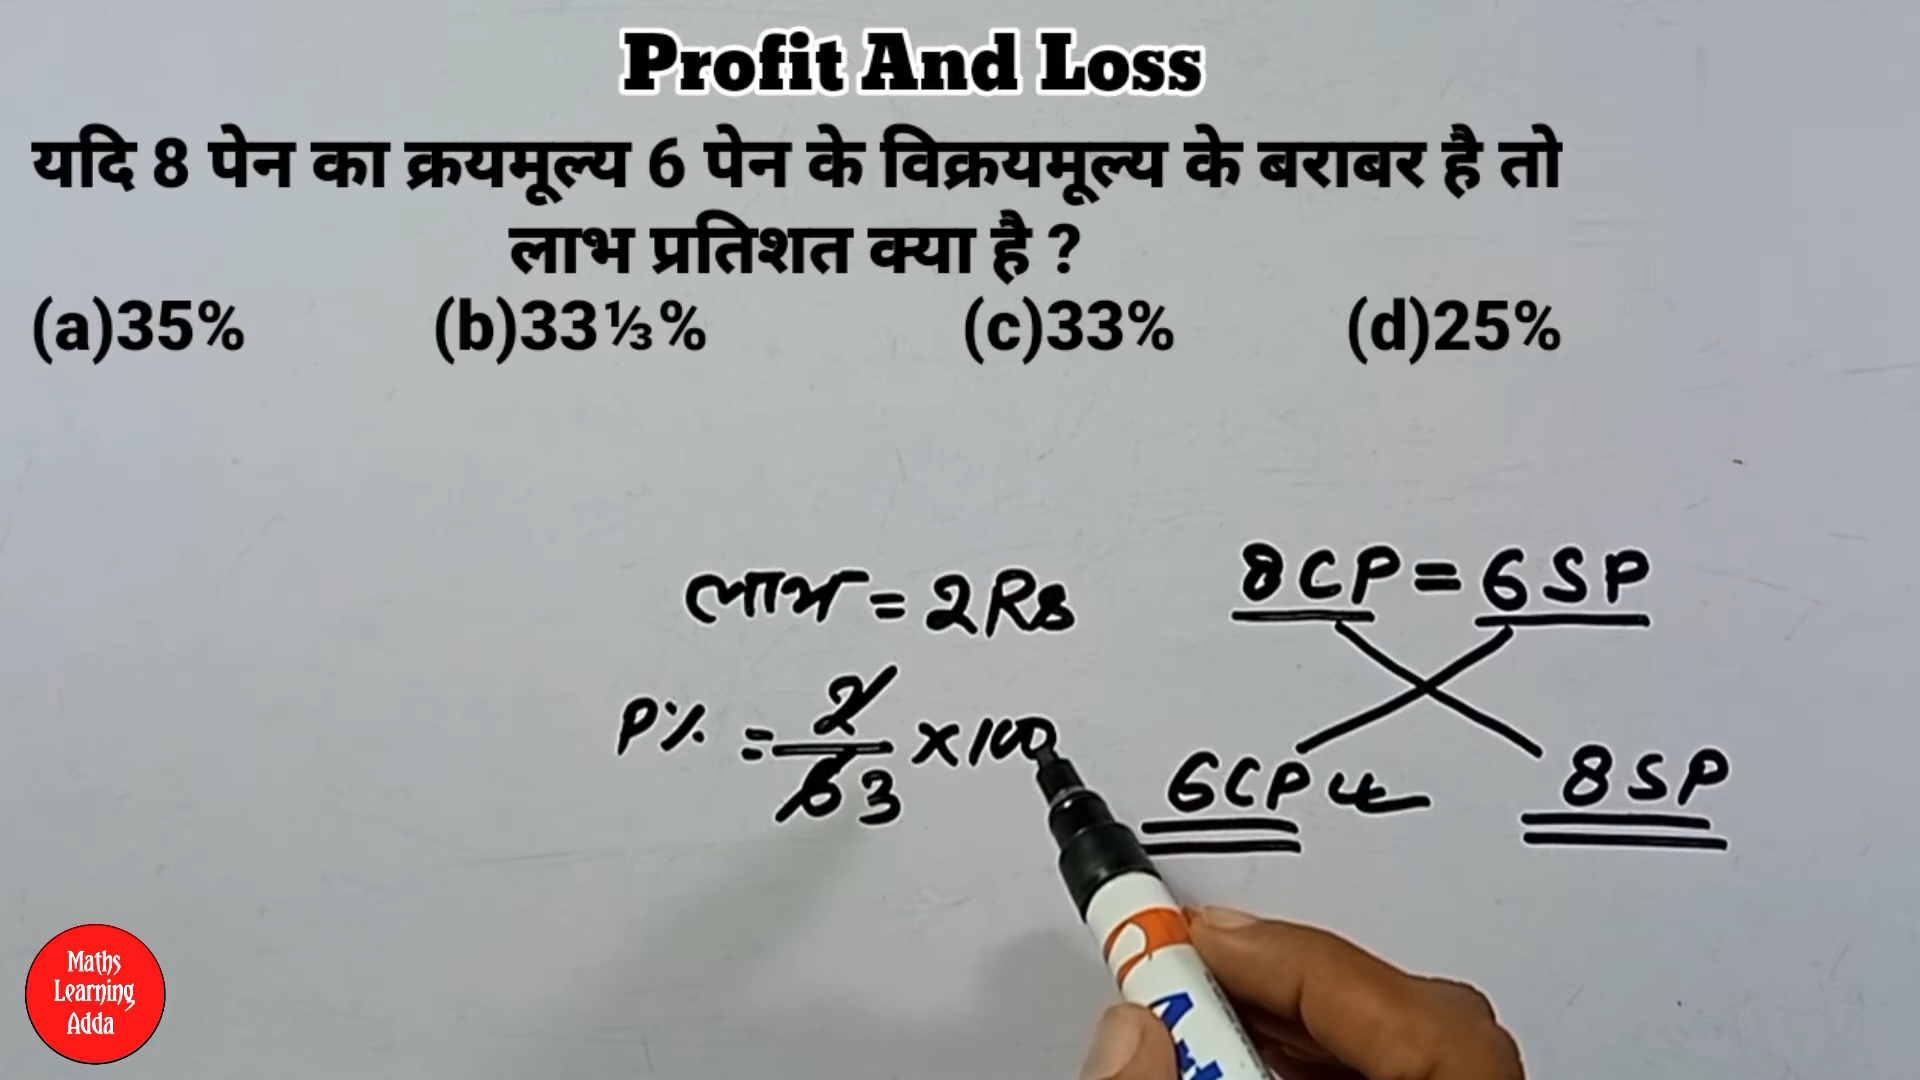 Profit And Loss
यदि 8 पेन का क्रयमूल्य 6 पेन के विक्रयमूल्य के बराबर है तो
लाभ प्रतिशत क्या है ?
(a)35% (b)33⅓% (c)33% (d)25%
लाभ = 2Rs
P% = 2/6 3 × 100
8CP = 6SP
6CP 8SP
Maths
Learning
Adda